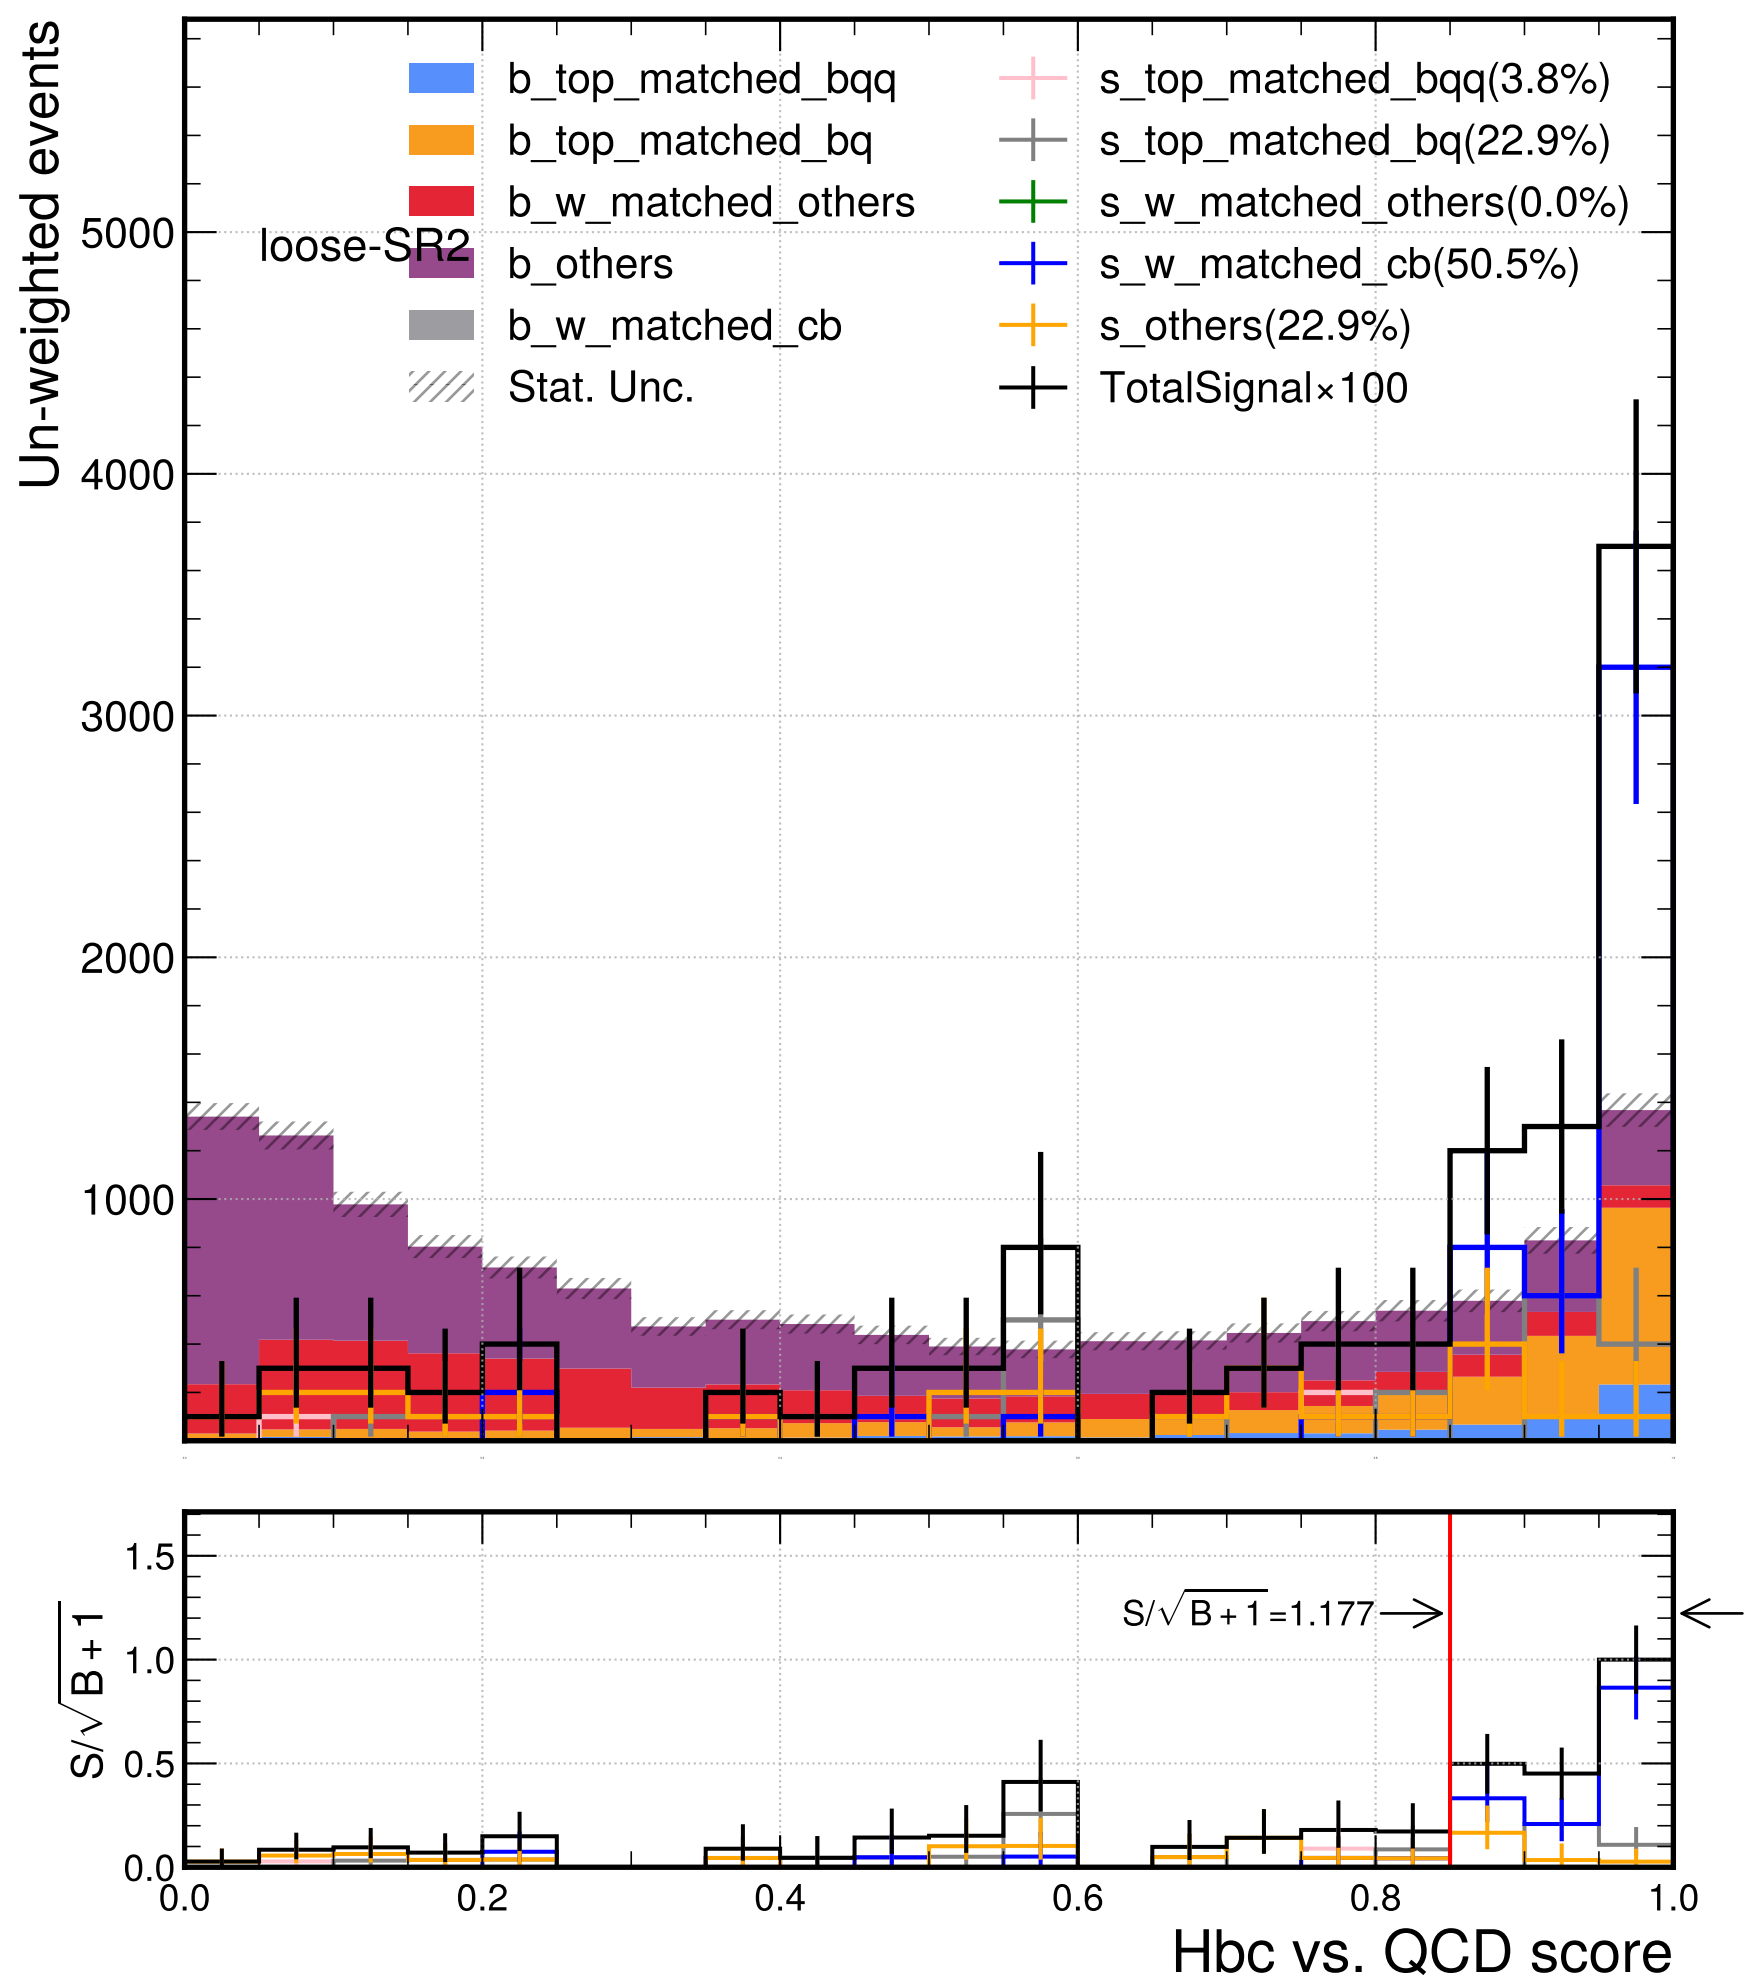 Un-weighted events
b_top_matched_bqq
b_top_matched_bq
b_w_matched_others
b_others
b_w_matched_cb
Stat. Unc.
s_top_matched_bqq(3.8%)
s_top_matched_bq(22.9%)
s_w_matched_others(0.0%)
s_w_matched_cb(50.5%)
s_others(22.9%)
TotalSignal×100
loose-SR2
5000
4000
3000
2000
1000
S/√B+1
1.5
1.0
0.5
0.0
S/√B+1=1.177
0.0 0.2 0.4 0.6 0.8 1.0
Hbc vs. QCD score